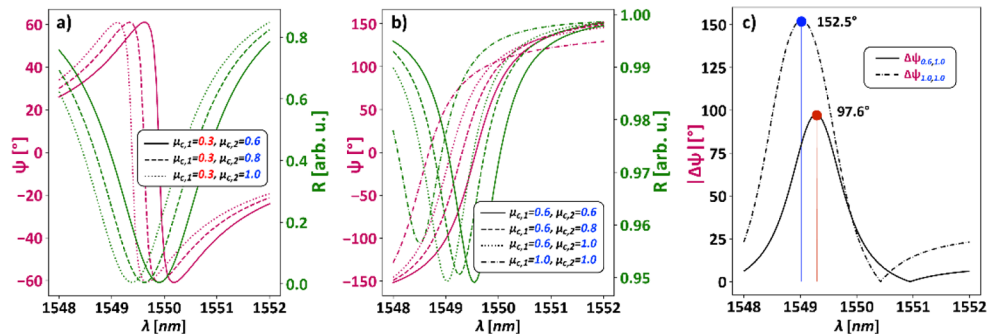 a)
ψ [°]
60
40
20
0
−20
−40
−60
R [arb. u.]
0.8
0.6
0.4
0.2
0.0
μc,1=0.3, μc,2=0.6
μc,1=0.3, μc,2=0.8
μc,1=0.3, μc,2=1.0
1548 1549 1550 1551 1552
λ [nm]
b)
ψ [°]
150
100
50
0
−50
−100
−150
R [arb. u.]
1.00
0.99
0.98
0.97
0.96
0.95
μc,1=0.6, μc,2=0.6
μc,1=0.6, μc,2=0.8
μc,1=0.6, μc,2=1.0
μc,1=1.0, μc,2=1.0
1548 1549 1550 1551 1552
λ [nm]
c)
|Δψ| [°]
150
125
100
75
50
25
0
152.5°
Δψ0.6,1.0
Δψ1.0,1.0
97.6°
1548 1549 1550 1551 1552
λ [nm]